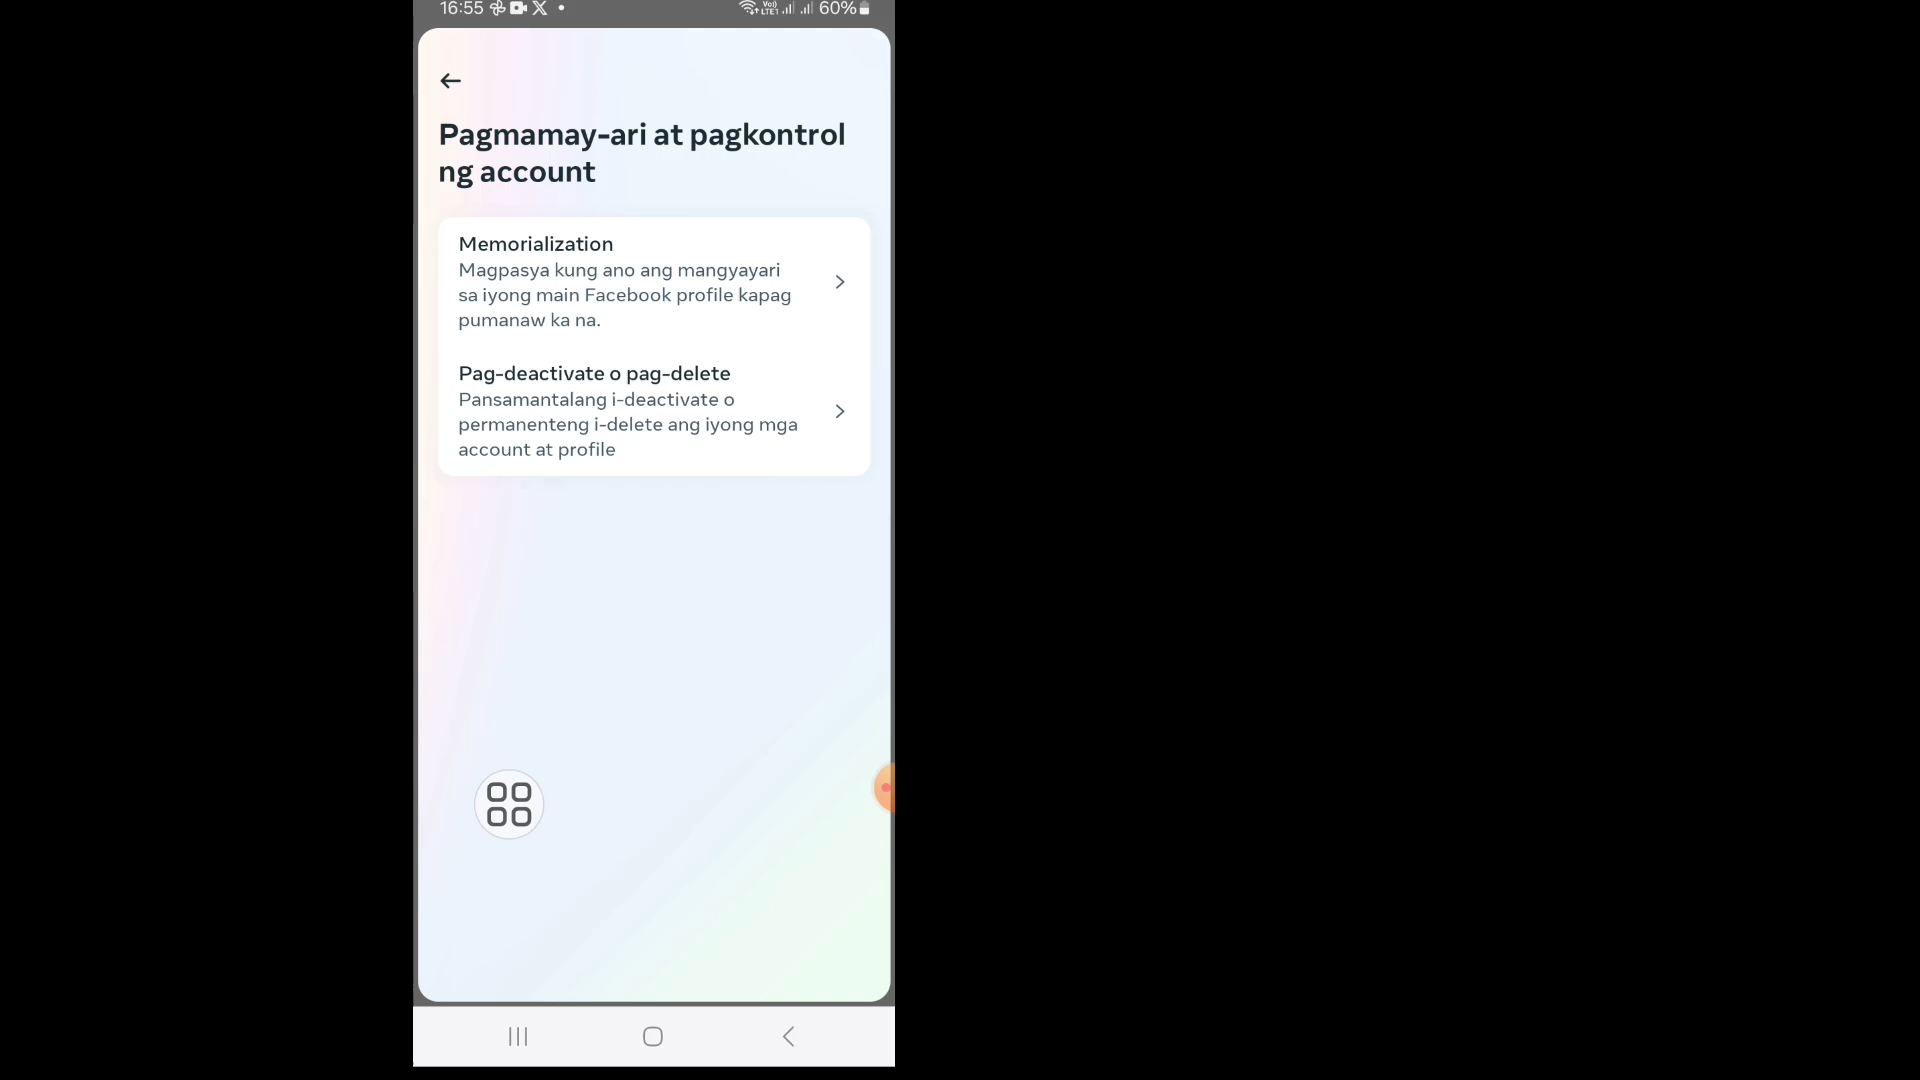 16:55 60%
Pagmamay-ari at pagkontrol
ng account
Memorialization
Magpasya kung ano ang mangyayari
sa iyong main Facebook profile kapag
pumanaw ka na.
Pag-deactivate o pag-delete
Pansamantalang i-deactivate o
permanenteng i-delete ang iyong mga
account at profile